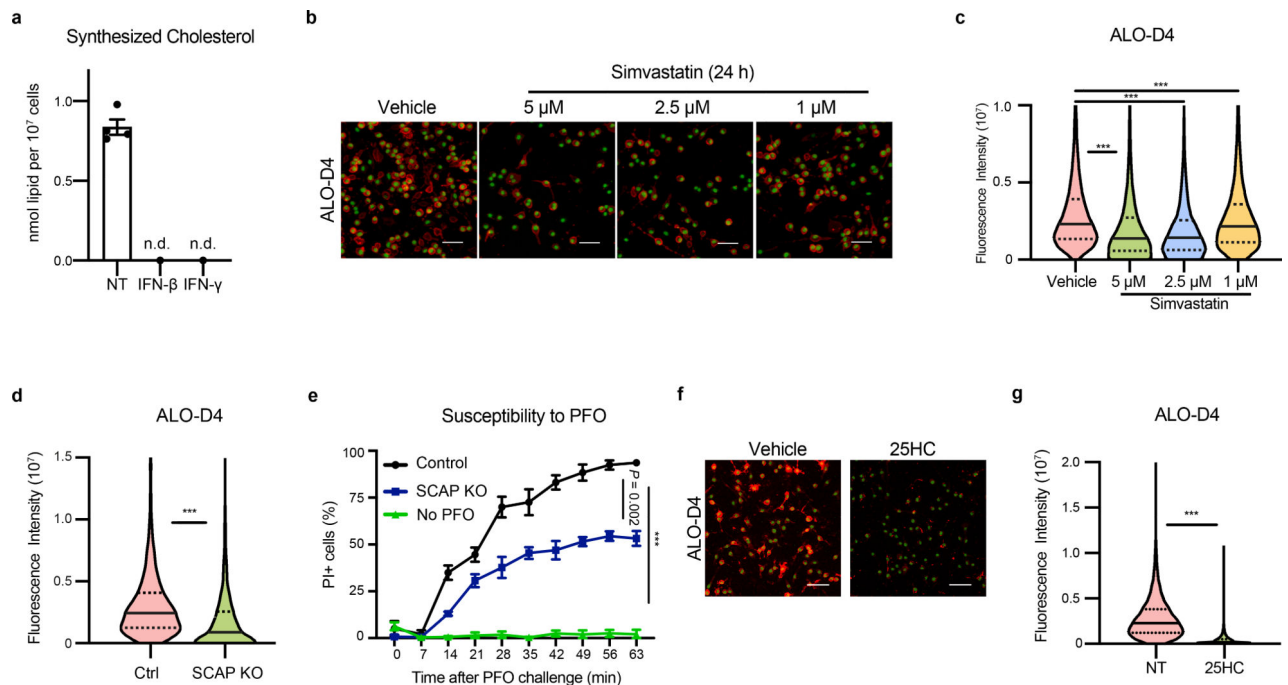 a
Synthesized Cholesterol
nmol lipid per 10⁷ cells
1.0
0.5
0.0
n.d.
n.d.
NT IFN-β IFN-γ
b
Simvastatin (24 h)
Vehicle 5 µM 2.5 µM 1 µM
ALO-D4
c
ALO-D4
Fluorescence Intensity (10⁷)
1.0
0.5
0
***
***
***
Vehicle 5 µM 2.5 µM 1 µM
Simvastatin
d
ALO-D4
Fluorescence Intensity (10⁷)
1.5
1.0
0.5
0
***
Ctrl SCAP KO
e
Susceptibility to PFO
PI+ cells (%)
100
75
50
25
0
Control
SCAP KO
No PFO
P = 0.002
***
0 7 14 21 28 35 42 49 56 63
Time after PFO challenge (min)
f
Vehicle 25HC
ALO-D4
g
ALO-D4
Fluorescence Intensity (10⁷)
2.0
1.5
1.0
0.5
0
***
NT 25HC